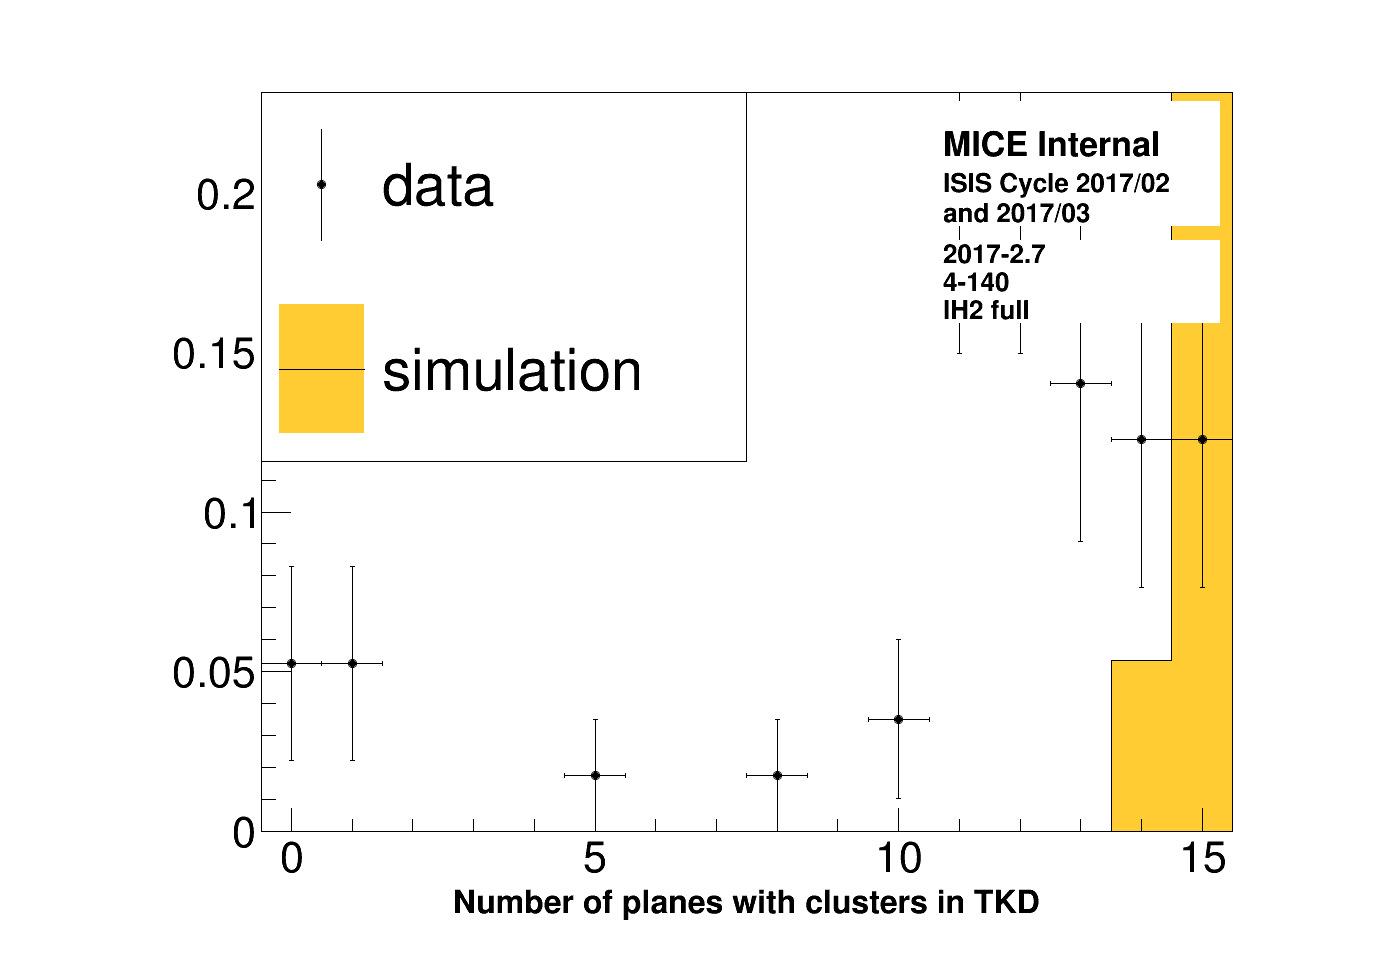 MICE Internal
ISIS Cycle 2017/02
and 2017/03
2017-2.7
4-140
lH2 full
data
simulation
0.2
0.15
0.1
0.05
0
0 5 10 15
Number of planes with clusters in TKD